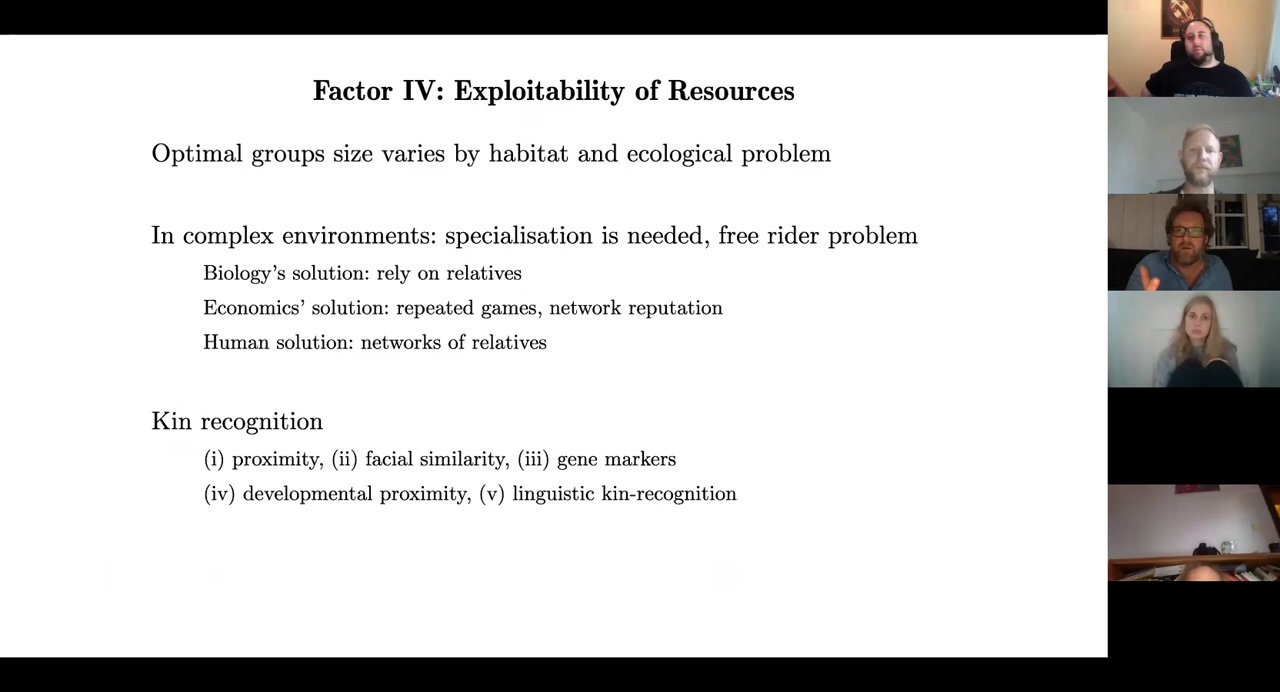 Factor IV: Exploitability of Resources
Optimal groups size varies by habitat and ecological problem
In complex environments: specialisation is needed, free rider problem
Biology's solution: rely on relatives
Economics' solution: repeated games, network reputation
Human solution: networks of relatives
Kin recognition
(i) proximity, (ii) facial similarity, (iii) gene markers
(iv) developmental proximity, (v) linguistic kin-recognition